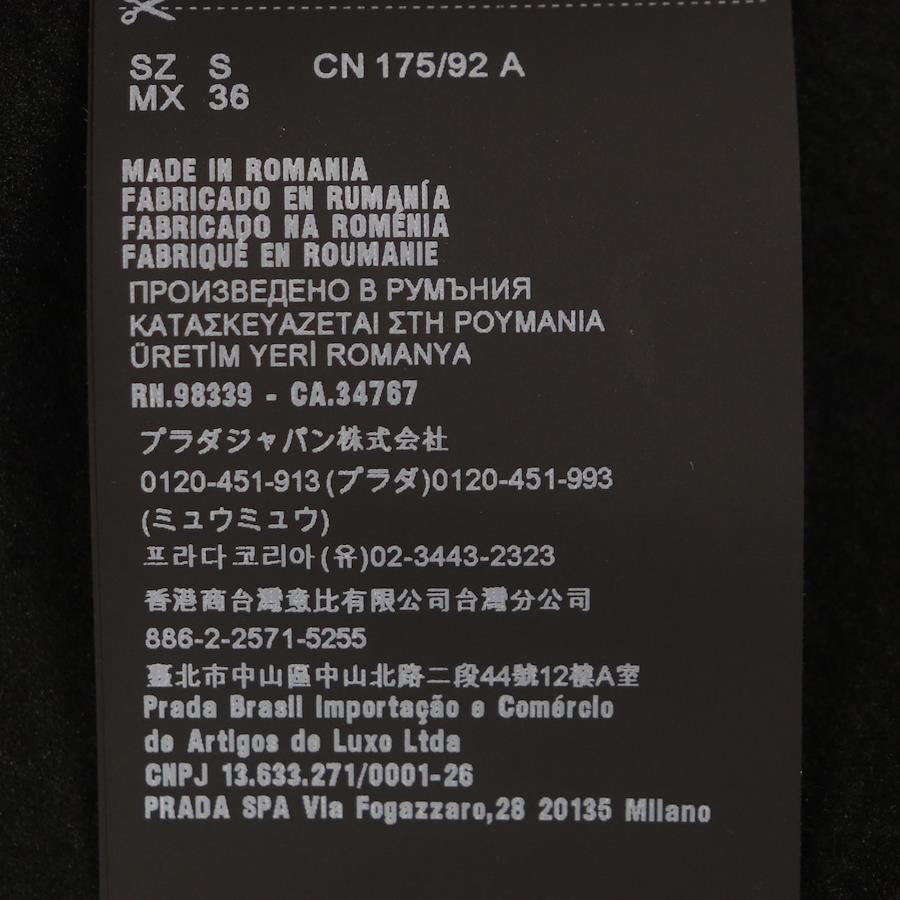 SZ S CN 175/92 A
MX 36
MADE IN ROMANIA
FABRICADO EN RUMANÍA
FABRICADO NA ROMÉNIA
FABRIQUÉ EN ROUMANIE
ПРОИЗВЕДЕНО В РУМЪНИЯ
ΚΑΤΑΣΚΕΥΑΖΕΤΑΙ ΣΤΗ ΡΟΥΜΑΝΙΑ
ÜRETİM YERİ ROMANYA
RN.98339 - CA.34767
プラダジャパン株式会社
0120-451-913(プラダ)0120-451-993
(ミュウミュウ)
프라다코리아(유)02-3443-2323
香港商台灣意比有限公司台灣分公司
886-2-2571-5255
臺北市中山區中山北路二段44號12樓A室
Prada Brasil Importação e Comércio
de Artigos de Luxo Ltda
CNPJ 13.633.271/0001-26
PRADA SPA Via Fogazzaro,28 20135 Milano